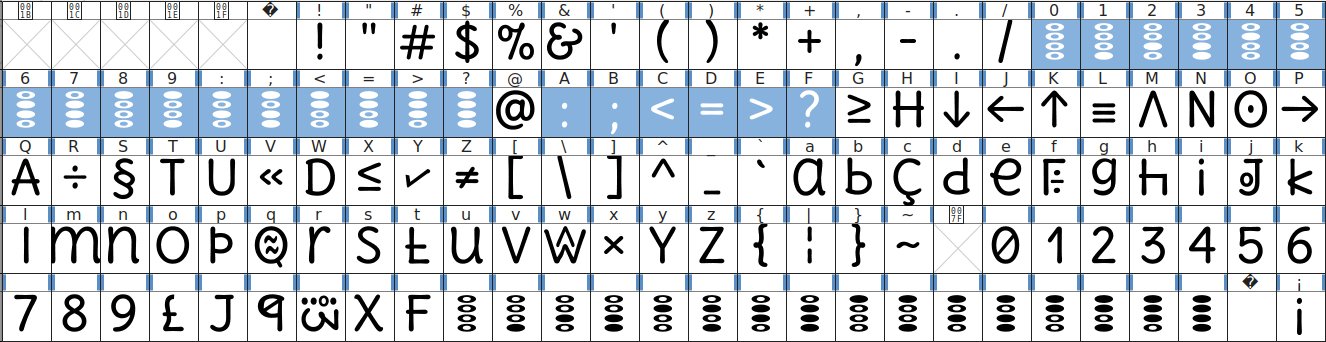 001B 001C 001D 001E 001F � ! " # $ % & ' ( ) * + , - . / 0 1 2 3 4 5
! " # $ % & ' ( ) * + , - . /
6 7 8 9 : ; < = > ? @ A B C D E F G H I J K L M N O P
@ : ; < = > ? ≥ H ↓ ← ↑ ≡ Λ N ʘ →
Q R S T U V W X Y Z [ \ ] ^ _ ` a b c d e f g h i j k
A ÷ § T U « D ≤ ✓ ≠ [ \ ] ^ _ ` a b Ç d e g i
l m n o p q r s t u v w x y z { | } ~ 007F
l m n O r S U V × Y Z { ¦ } ~ 0 1 2 3 4 5 6
� ¡
7 8 9 £ J X F ¡